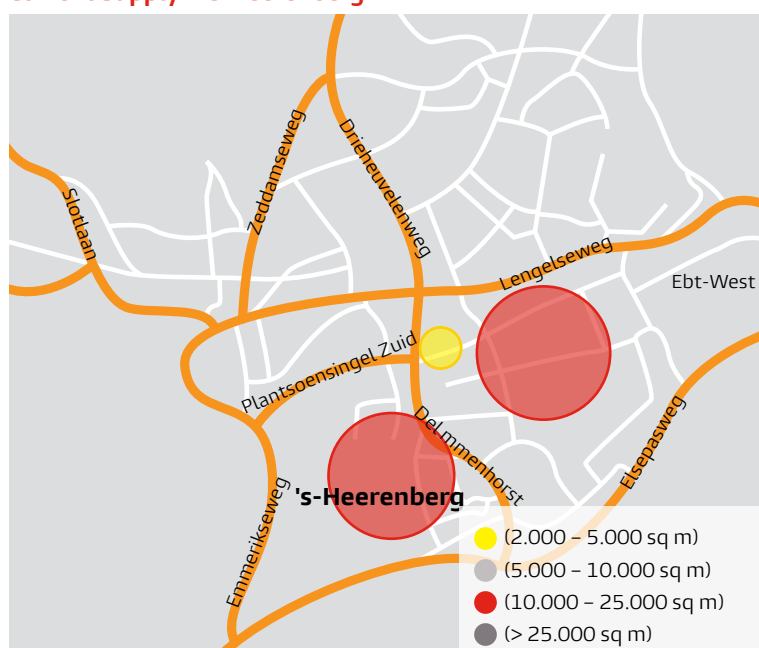 Zeddamseweg
Drieheuvelenweg
Slotlaan
Lengelseweg
Ebt-West
Plantsoensingel Zuid
DeImmenhorst
Elsepasweg
's-Heerenberg
Emmerikseweg
(2.000 – 5.000 sq m)
(5.000 – 10.000 sq m)
(10.000 – 25.000 sq m)
(> 25.000 sq m)